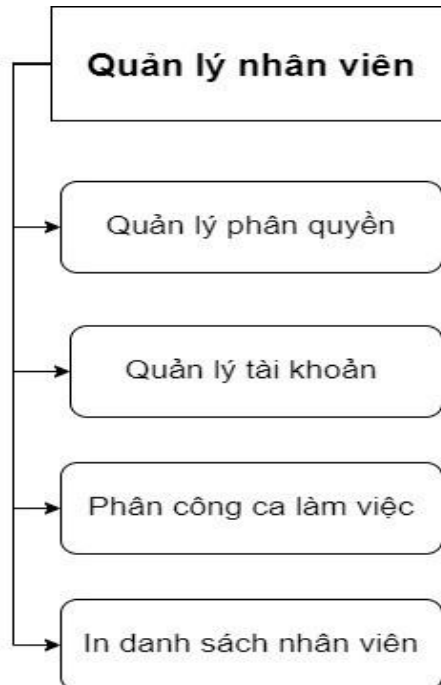 Quản lý nhân viên
Quản lý phân quyền
Quản lý tài khoản
Phân công ca làm việc
In danh sách nhân viên